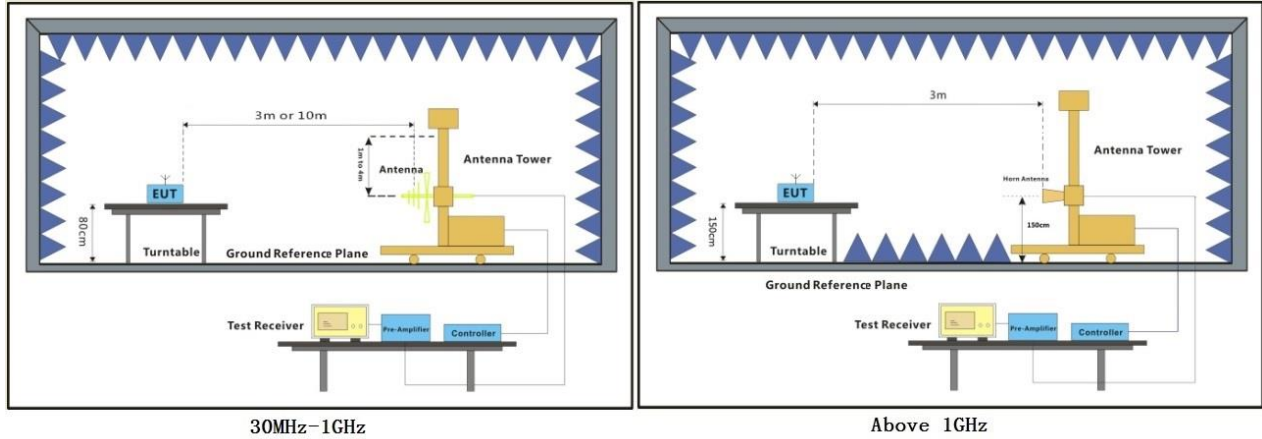 3m or 10m
1m to 4m
Antenna
Antenna Tower
EUT
80cm
Turntable
Ground Reference Plane
Test Receiver
Pre-Amplifier
Controller
30MHz-1GHz
3m
Antenna Tower
Horn Antenna
EUT
150cm
150cm
Turntable
Ground Reference Plane
Test Receiver
Pre-Amplifier
Controller
Above 1GHz